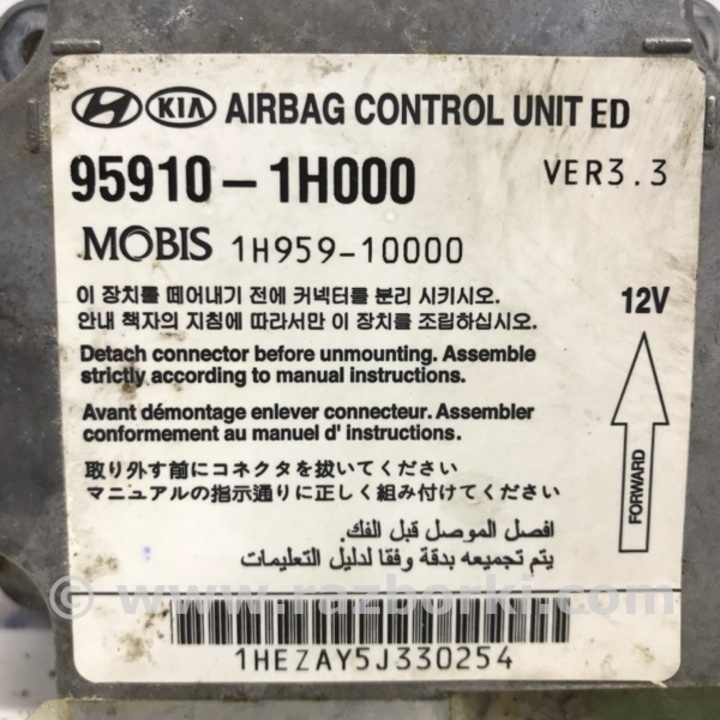 KIA AIRBAG CONTROL UNIT ED
95910-1H000 VER3.3
MOBIS 1H959-10000
이 장치를 떼어내기 전에 커넥터를 분리 시키시오.
안내 책자의 지침에 따라서만 이 장치를 조립하십시오.
12V
Detach connector before unmounting. Assemble
strictly according to manual instructions.
Avant démontage enlever connecteur. Assembler
conformement au manuel d' instructions.
FORWARD
取り外す前にコネクタを抜いてください
マニュアルの指示通りに正しく組み付けてください
افصل الموصل قبل الفك.
يتم تجميعه بدقة وفقا لدليل التعليمات
© www.razborki.com
1HEZAY5J330254